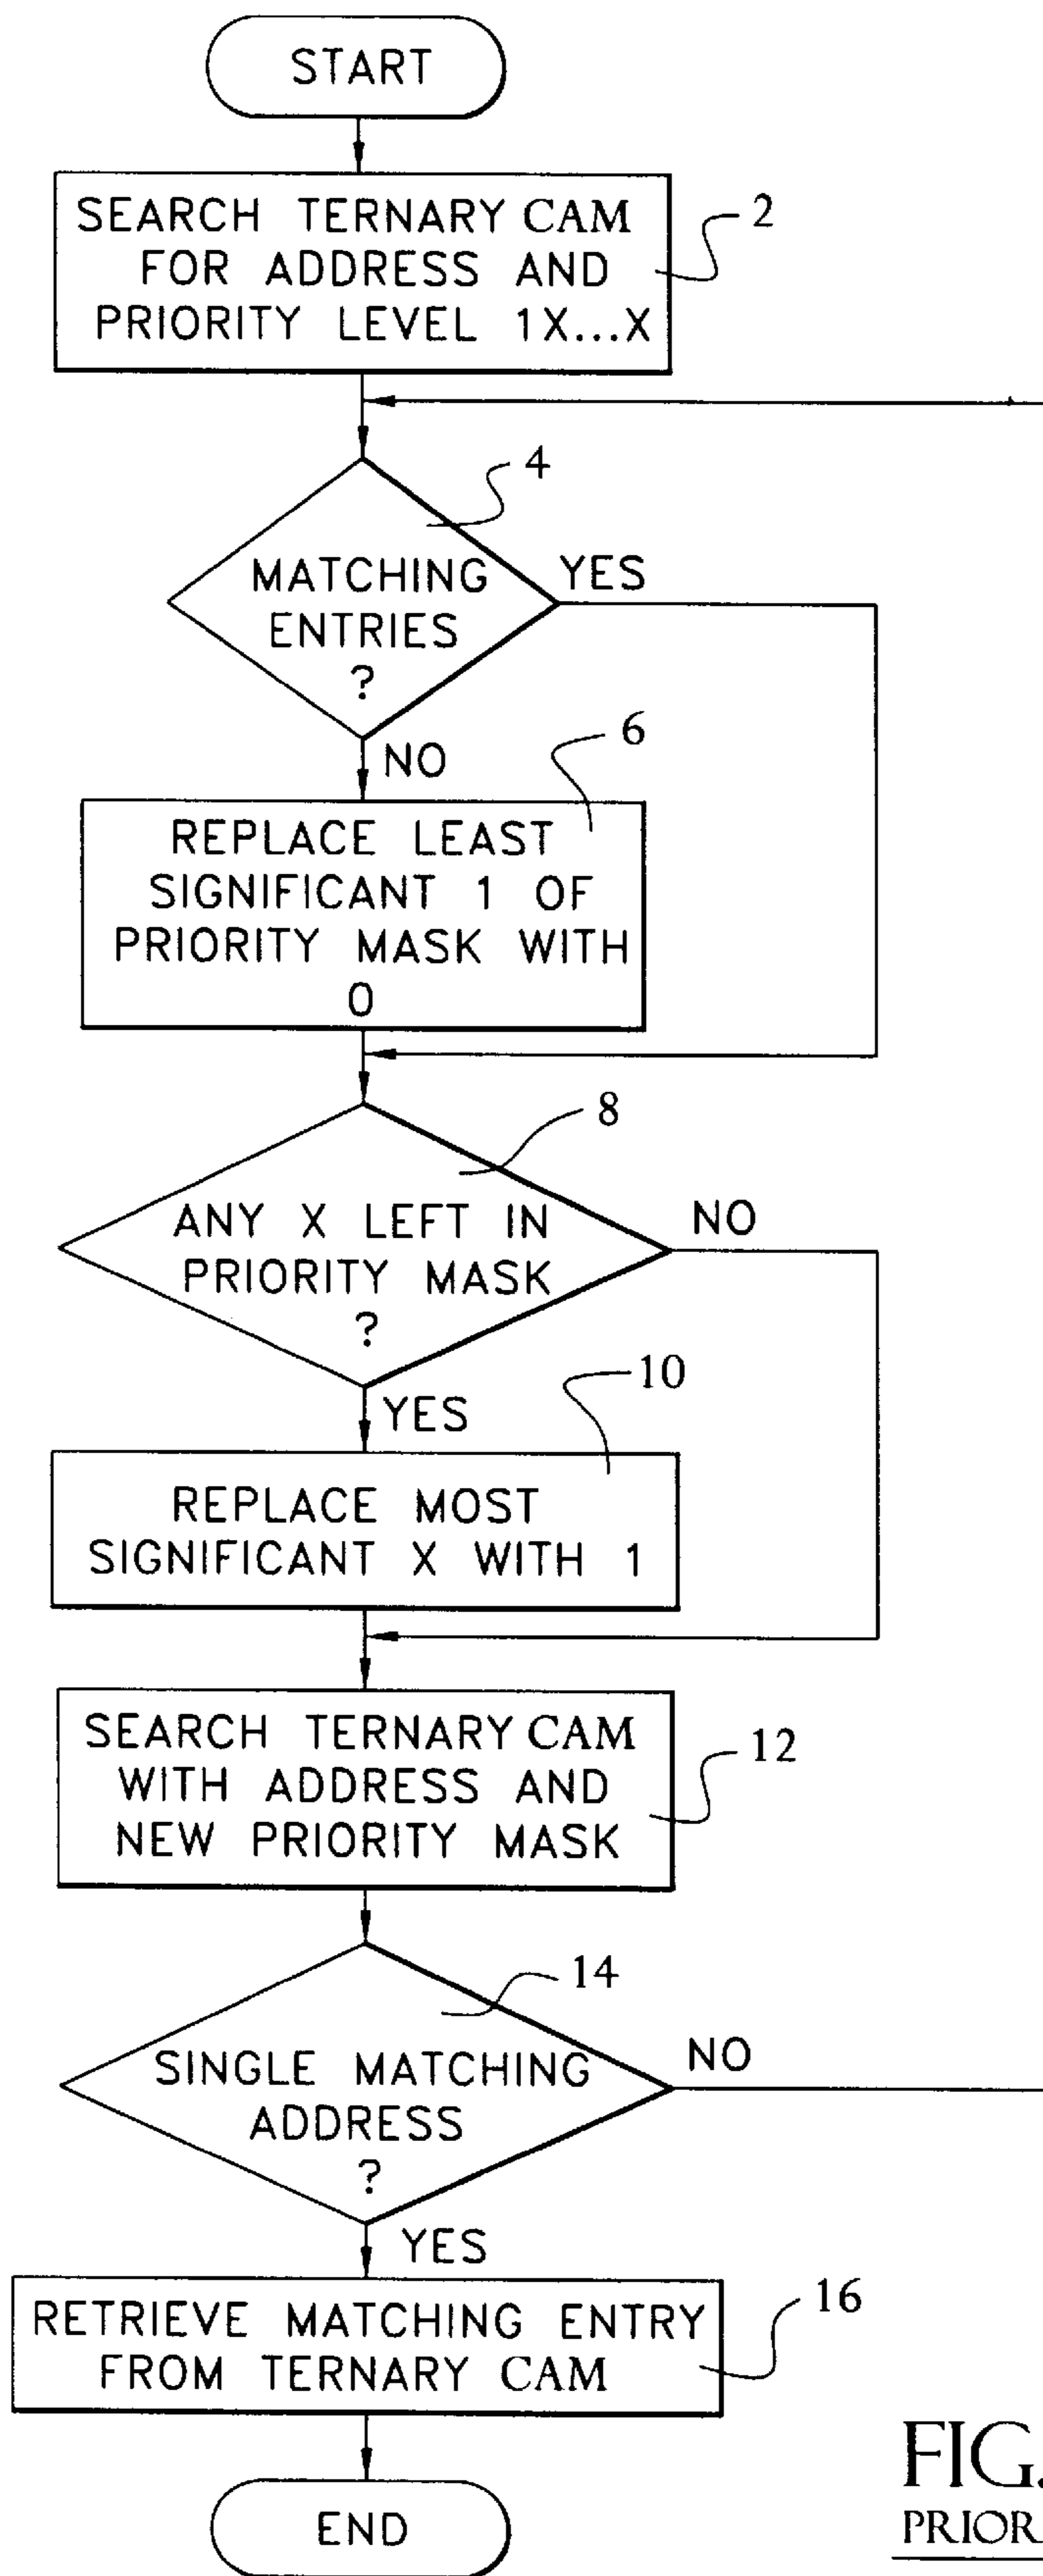 START
SEARCH TERNARY CAM
FOR ADDRESS AND
PRIORITY LEVEL 1X...X
2
4
MATCHING
ENTRIES
?
YES
NO
6
REPLACE LEAST
SIGNIFICANT 1 OF
PRIORITY MASK WITH
0
8
ANY X LEFT IN
PRIORITY MASK
?
NO
YES
10
REPLACE MOST
SIGNIFICANT X WITH 1
SEARCH TERNARY CAM
WITH ADDRESS AND
NEW PRIORITY MASK
12
14
SINGLE MATCHING
ADDRESS
?
NO
YES
RETRIEVE MATCHING ENTRY
FROM TERNARY CAM
16
END
FIG.
PRIOR